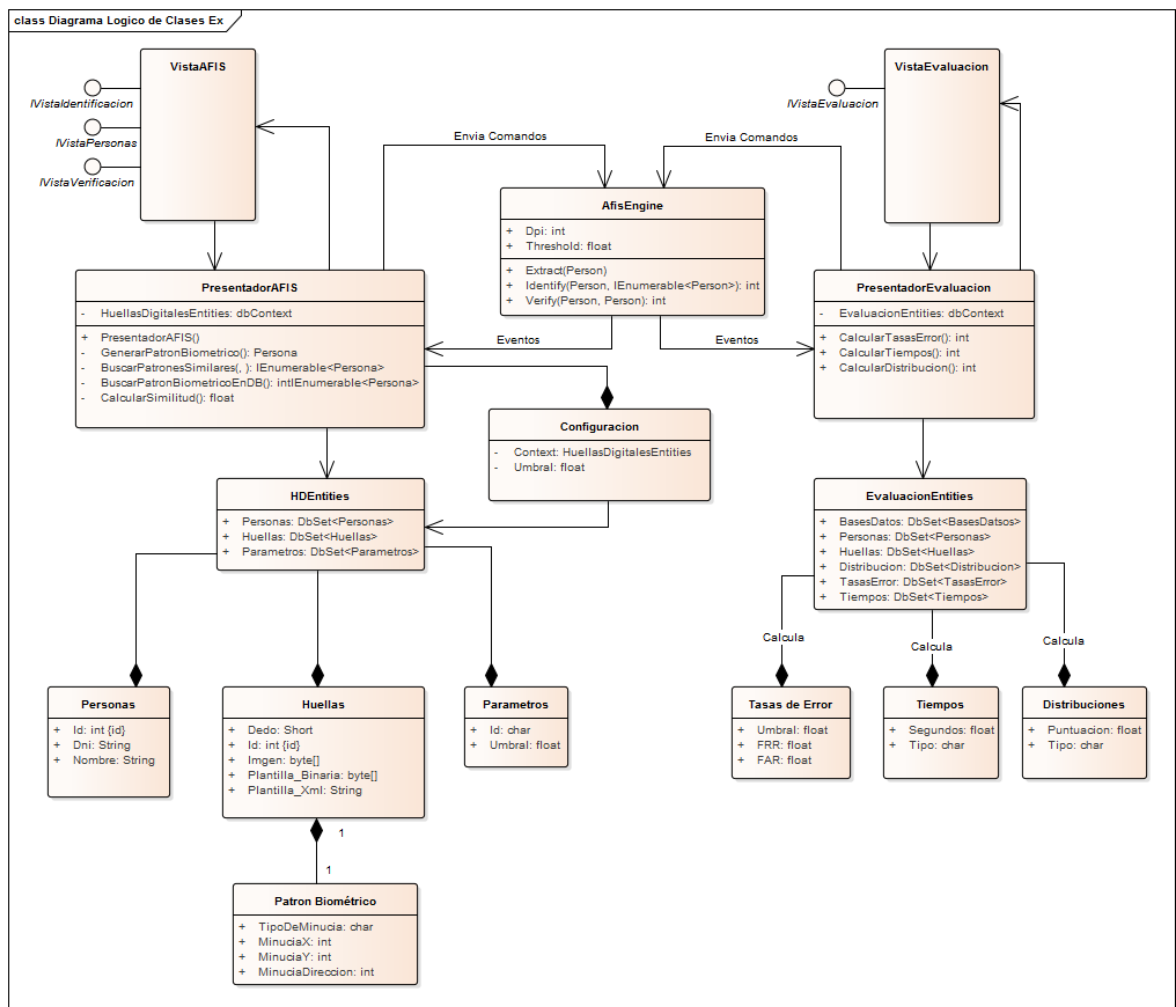 class Diagrama Logico de Clases Ex
VistaAFIS
IVistaIdentificacion
IVistaPersonas
IVistaVerificacion
VistaEvaluacion
IVistaEvaluacion
Envia Comandos
Envia Comandos
AfisEngine
+ Dpi: int
+ Threshold: float
+ Extract(Person)
+ Identify(Person, IEnumerable<Person>): int
+ Verify(Person, Person): int
PresentadorAFIS
- HuellasDigitalesEntities: dbContext
+ PresentadorAFIS()
- GenerarPatronBiometrico(): Persona
- BuscarPatronesSimilares(, ): IEnumerable<Persona>
- BuscarPatronBiometricoEnDB(): intIEnumerable<Persona>
- CalcularSimilitud(): float
Eventos
Eventos
PresentadorEvaluacion
- EvaluacionEntities: dbContext
+ CalcularTasasError(): int
+ CalcularTiempos(): int
+ CalcularDistribucion(): int
Configuracion
- Context: HuellasDigitalesEntities
- Umbral: float
HDEntities
+ Personas: DbSet<Personas>
+ Huellas: DbSet<Huellas>
+ Parametros: DbSet<Parametros>
EvaluacionEntities
+ BasesDatos: DbSet<BasesDatsos>
+ Personas: DbSet<Personas>
+ Huellas: DbSet<Huellas>
+ Distribucion: DbSet<Distribucion>
+ TasasError: DbSet<TasasError>
+ Tiempos: DbSet<Tiempos>
Calcula
Calcula
Calcula
Personas
+ Id: int {id}
+ Dni: String
+ Nombre: String
Huellas
+ Dedo: Short
+ Id: int {id}
+ Imgen: byte[]
+ Plantilla_Binaria: byte[]
+ Plantilla_Xml: String
Parametros
+ Id: char
+ Umbral: float
Tasas de Error
+ Umbral: float
+ FRR: float
+ FAR: float
Tiempos
+ Segundos: float
+ Tipo: char
Distribuciones
+ Puntuacion: float
+ Tipo: char
1
1
Patron Biométrico
+ TipoDeMinucia: char
+ MinuciaX: int
+ MinuciaY: int
+ MinuciaDireccion: int